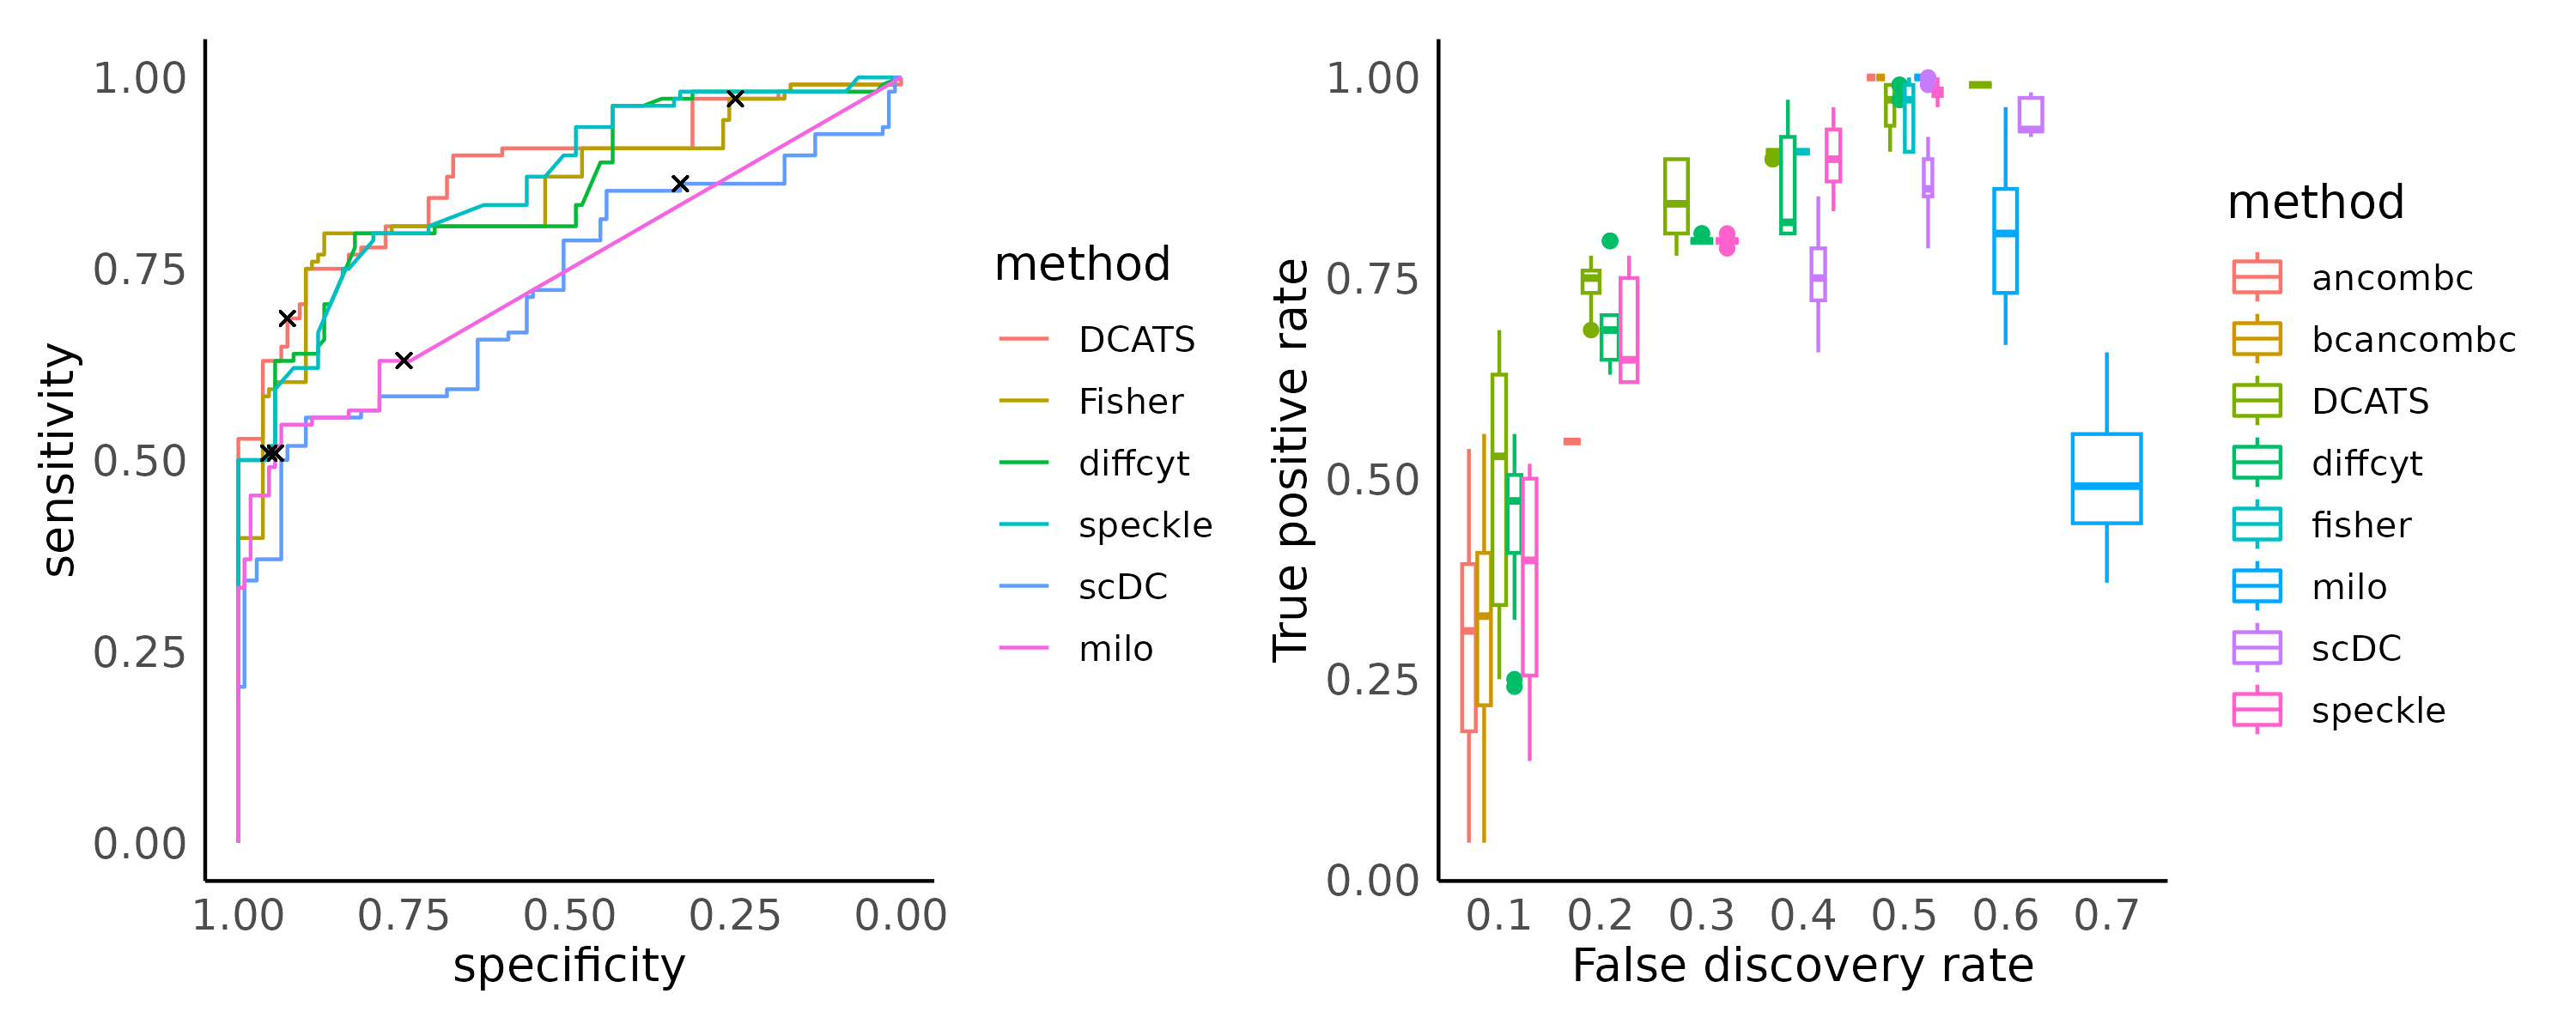 1.00
0.75
0.50
0.25
0.00
sensitivity
1.00 0.75 0.50 0.25 0.00
specificity
method
DCATS
Fisher
diffcyt
speckle
scDC
milo
1.00
0.75
0.50
0.25
0.00
True positive rate
0.1 0.2 0.3 0.4 0.5 0.6 0.7
False discovery rate
method
ancombc
bcancombc
DCATS
diffcyt
fisher
milo
scDC
speckle